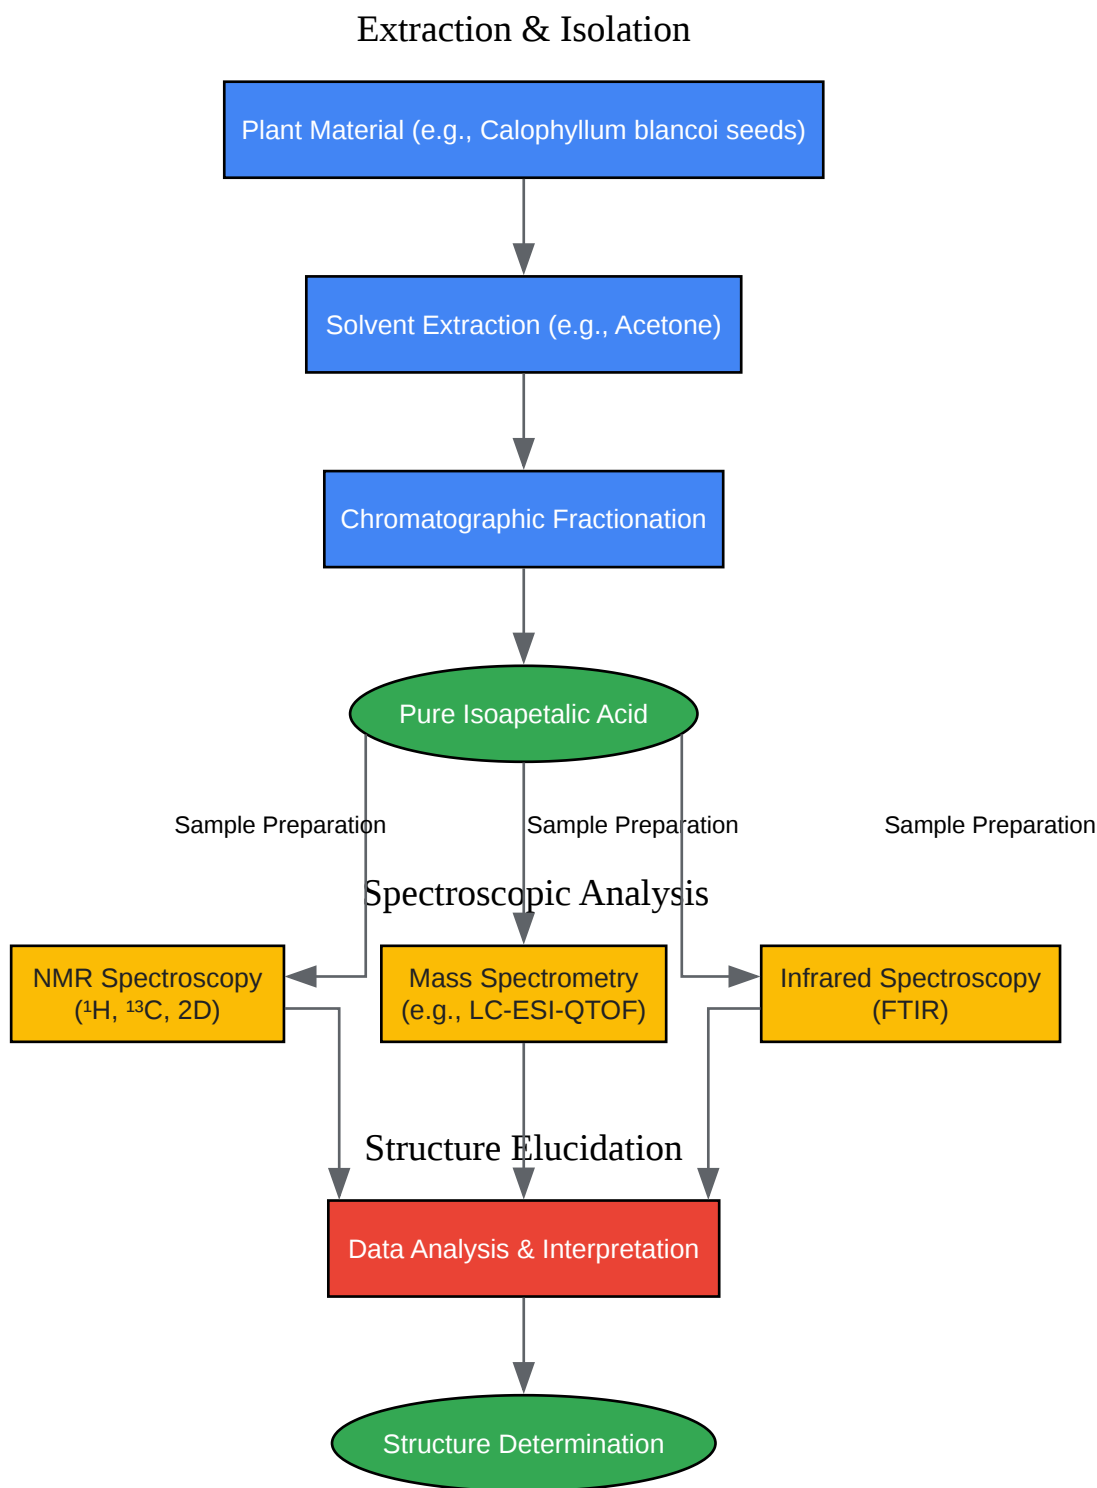 Extraction & Isolation
Plant Material (e.g., Calophyllum blancoi seeds)
Solvent Extraction (e.g., Acetone)
Chromatographic Fractionation
Pure Isoapetalic Acid
Sample Preparation
Sample Preparation
Sample Preparation
Spectroscopic Analysis
NMR Spectroscopy
(¹H, ¹³C, 2D)
Mass Spectrometry
(e.g., LC-ESI-QTOF)
Infrared Spectroscopy
(FTIR)
Structure Elucidation
Data Analysis & Interpretation
Structure Determination